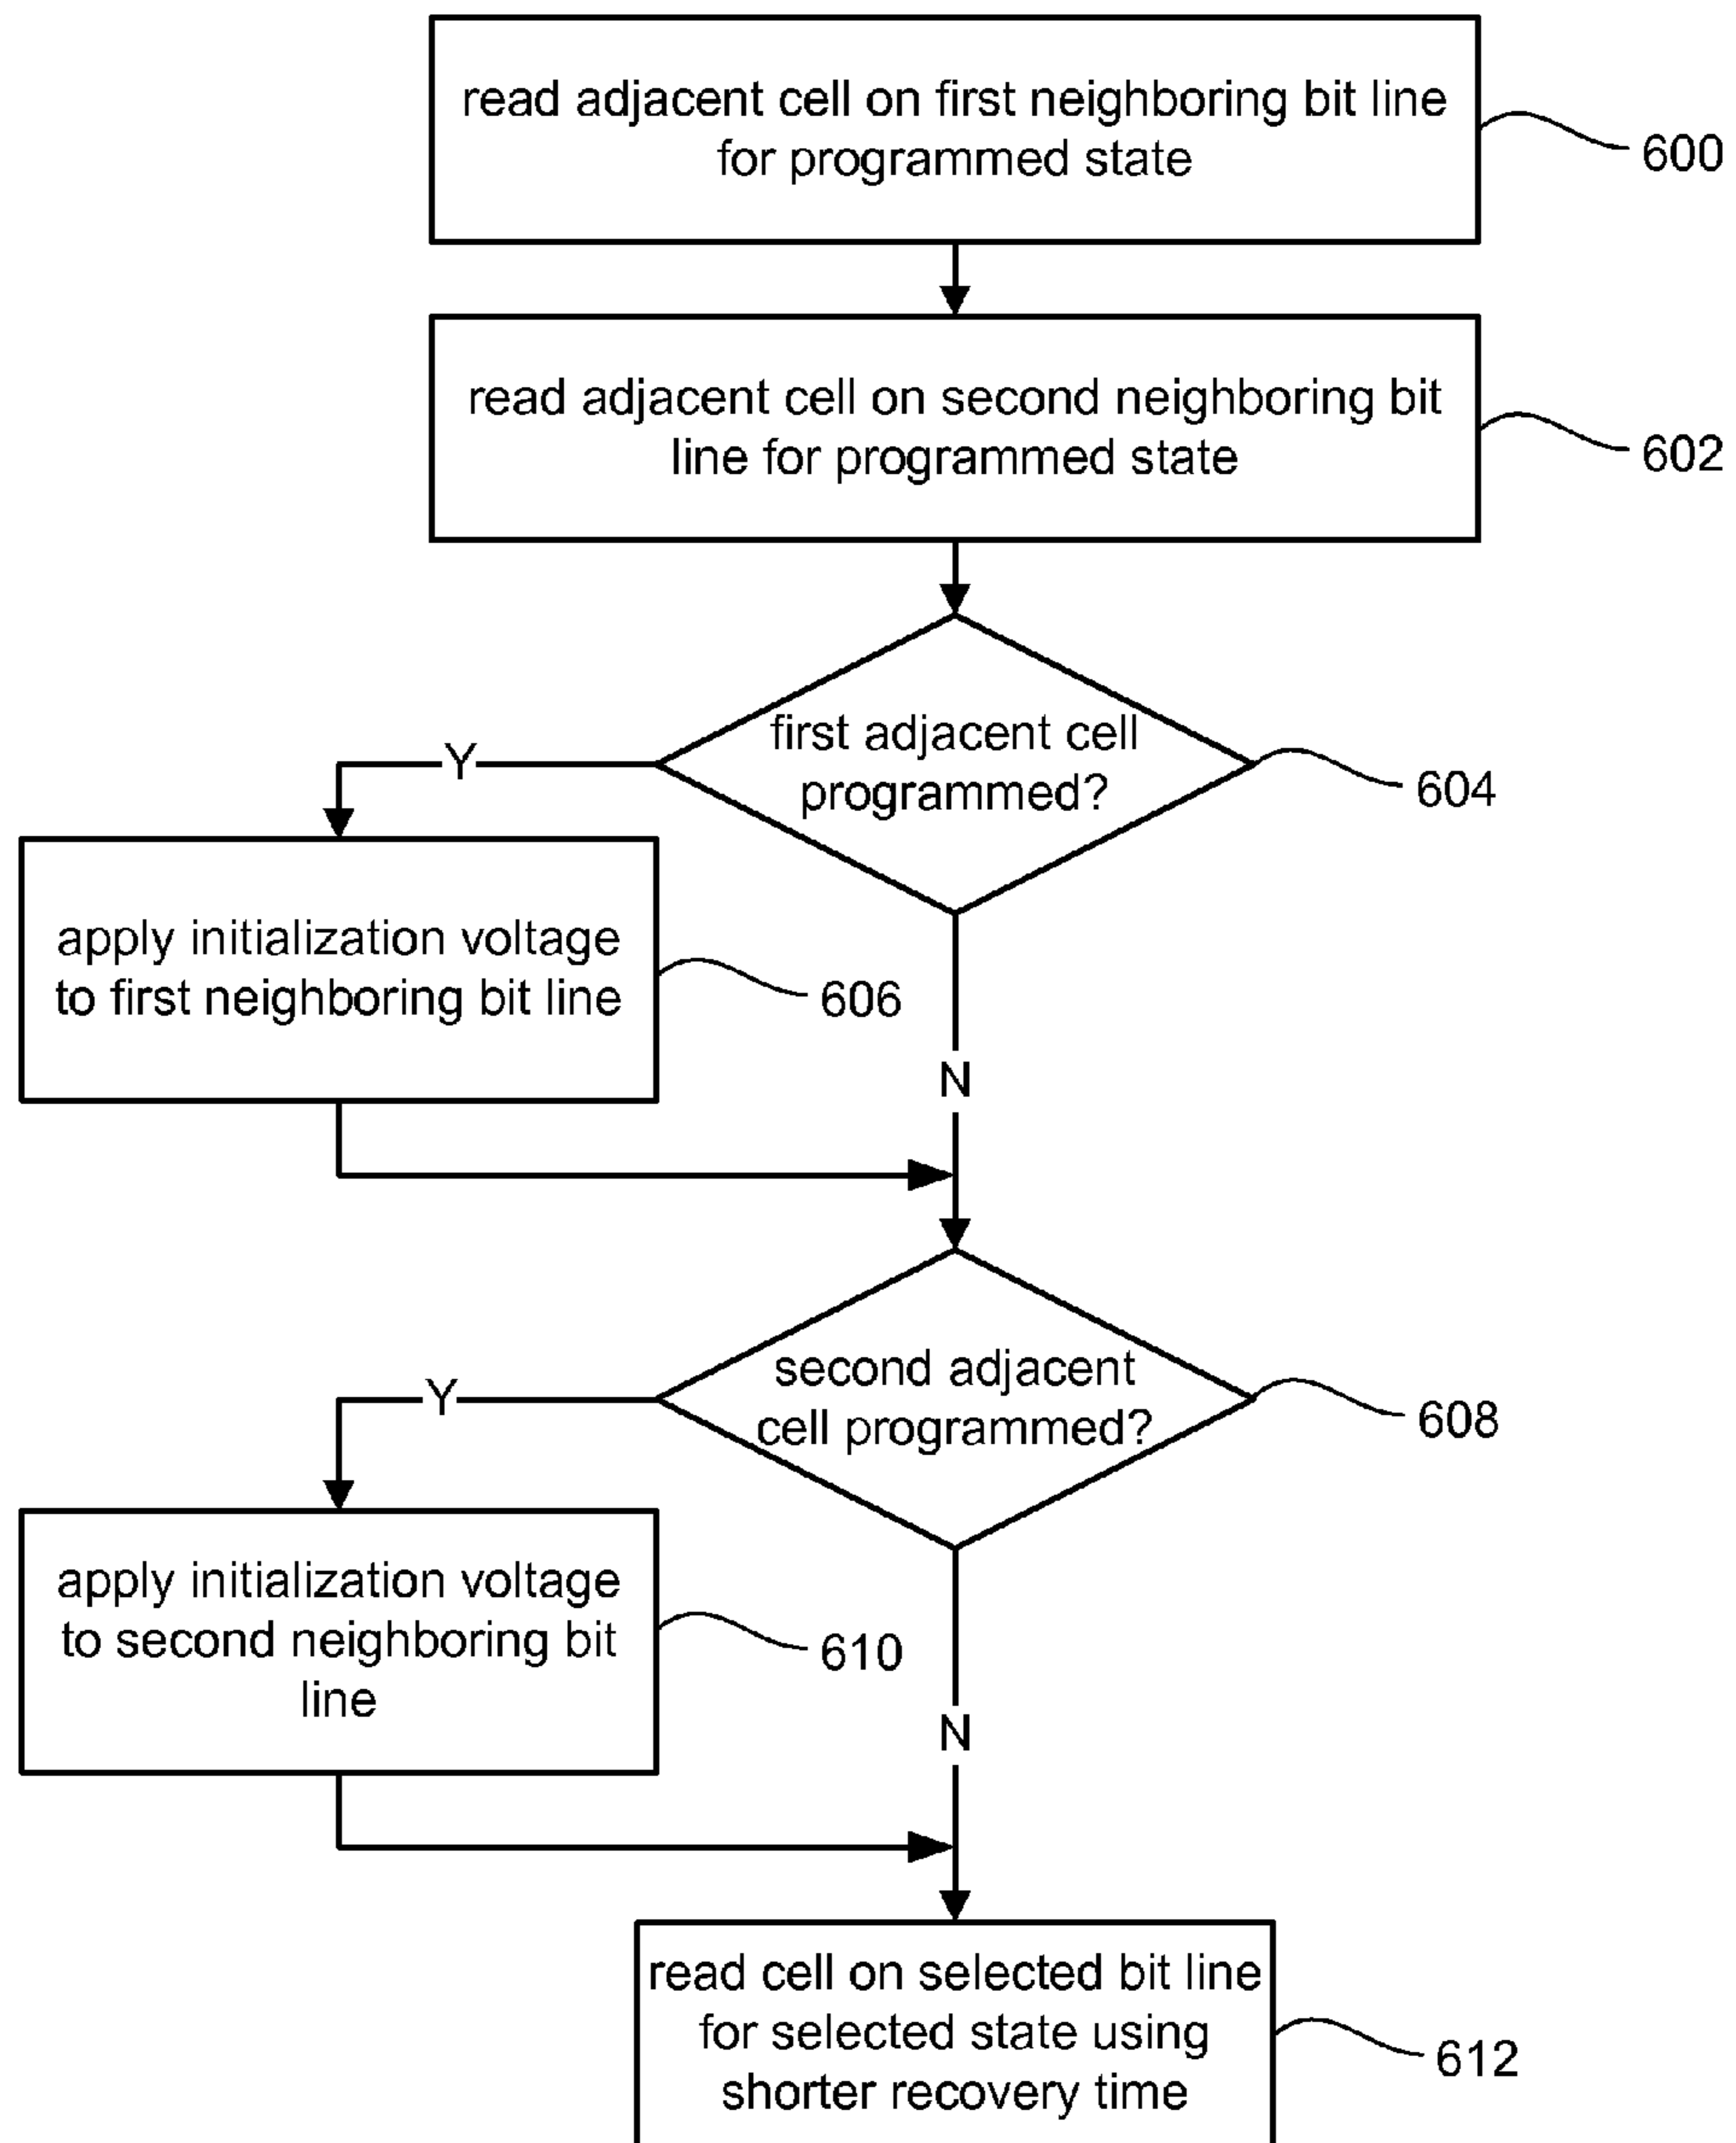 read adjacent cell on first neighboring bit line
for programmed state
600
read adjacent cell on second neighboring bit
line for programmed state
602
first adjacent cell
programmed?
604
Y
apply initialization voltage
to first neighboring bit line
606
N
second adjacent
cell programmed?
608
Y
apply initialization voltage
to second neighboring bit
line
610
N
read cell on selected bit line
for selected state using
shorter recovery time
612